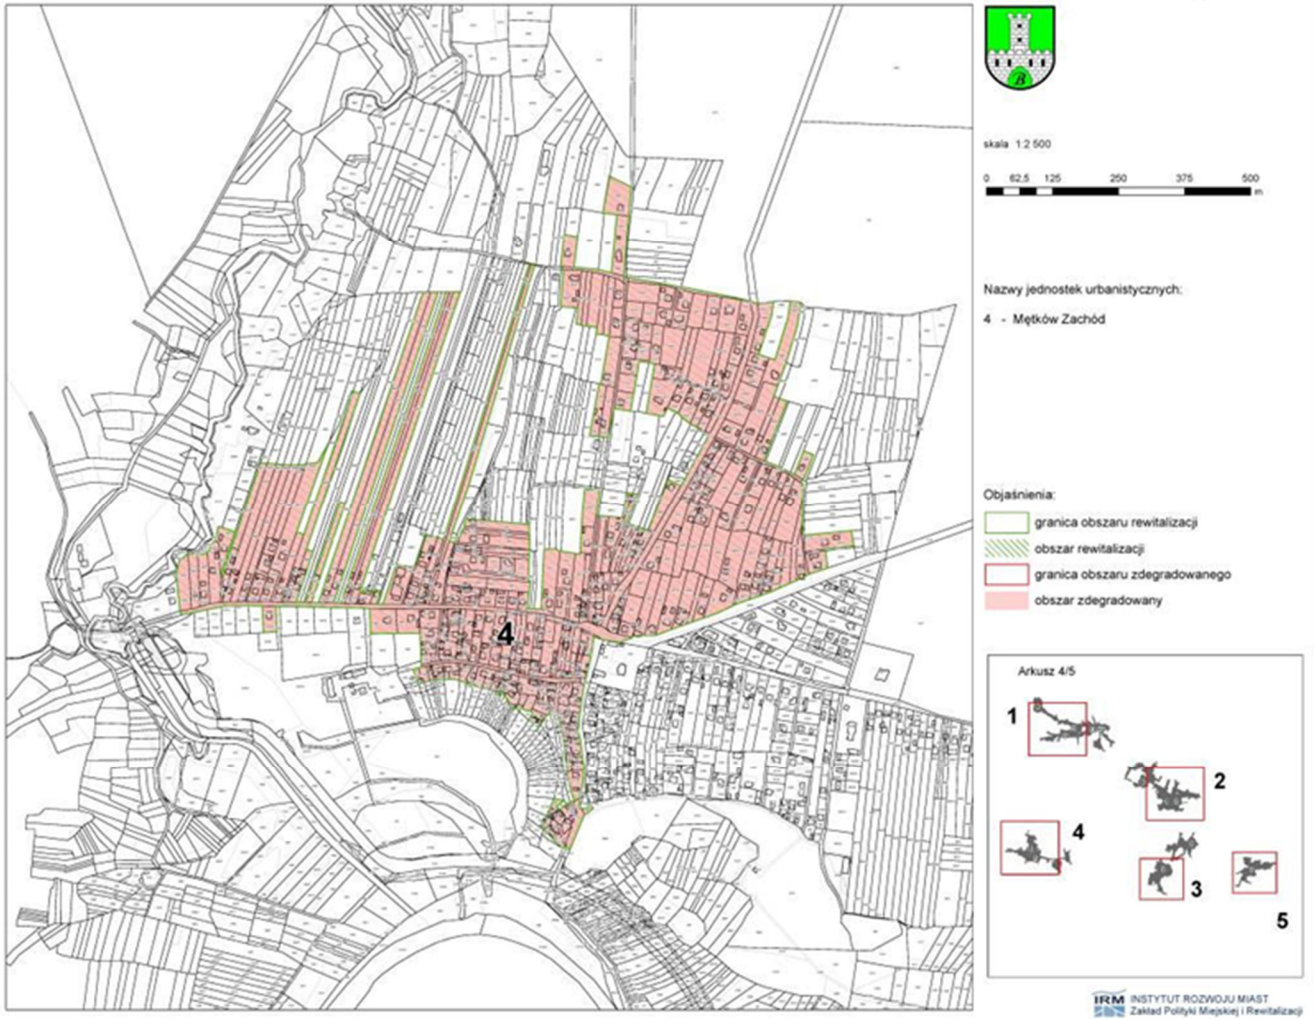 B
skala 1:2 500
0 62,5 125 250 375 500 m
Nazwy jednostek urbanistycznych:
4 - Mętków Zachód
Objaśnienia:
granica obszaru rewitalizacji
obszar rewitalizacji
granica obszaru zdegradowanego
obszar zdegradowany
4
Arkusz 4/5
1
2
4
3
5
IRM INSTYTUT ROZWOJU MIAST
Zakład Polityki Miejskiej i Rewitalizacji